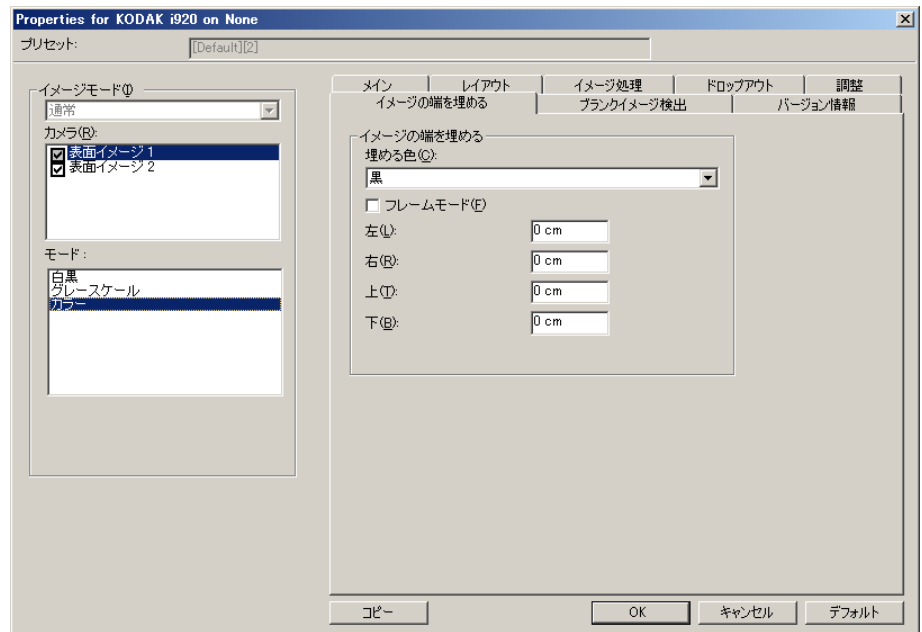 Properties for KODAK i920 on None
プリセット:
[Default][2]
イメージモード(I)
通常
カメラ(R):
表面イメージ 1
表面イメージ 2
モード :
白黒
グレースケール
カラー
メイン
レイアウト
イメージ処理
ドロップアウト
調整
イメージの端を埋める
ブランクイメージ検出
バージョン情報
イメージの端を埋める
埋める色(C):
黒
フレームモード(F)
左(L):
0 cm
右(R):
0 cm
上(T):
0 cm
下(B):
0 cm
コピー
OK
キャンセル
デフォルト